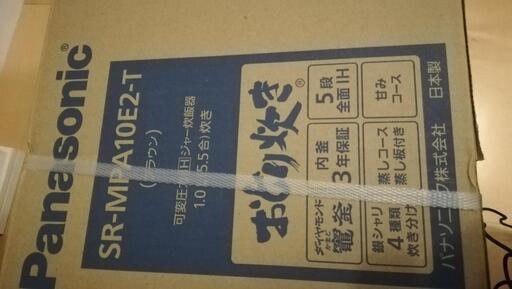 Panasonic
SR-MPA10E2-T
(ブラウン)
可変圧力IHジャー炊飯器
1.0L(5.5合)炊き
おどり炊き®
5段
全面IH
甘み
コース
ダイヤモンド
かまど
竈釜
内釜
3年保証
蒸しコース
蒸し板付き
銀シャリ
4種類
炊き分け
日本製
パナソニック株式会社